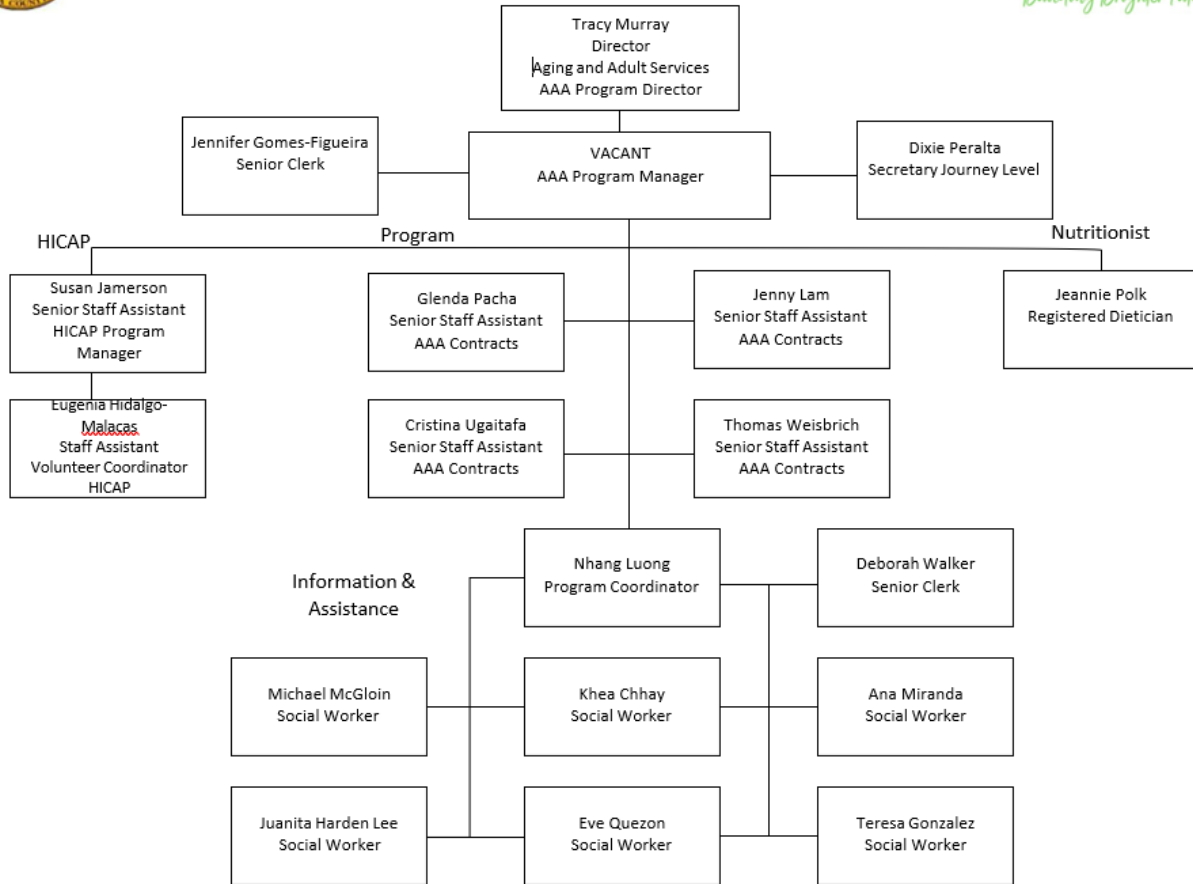 Tracy Murray
Director
Aging and Adult Services
AAA Program Director
Jennifer Gomes-Figueira
Senior Clerk
VACANT
AAA Program Manager
Dixie Peralta
Secretary Journey Level
HICAP
Program
Nutritionist
Susan Jamerson
Senior Staff Assistant
HICAP Program
Manager
Glenda Pacha
Senior Staff Assistant
AAA Contracts
Jenny Lam
Senior Staff Assistant
AAA Contracts
Jeannie Polk
Registered Dietician
Eugenia Hidalgo-
Malacas
Staff Assistant
Volunteer Coordinator
HICAP
Cristina Ugaitafa
Senior Staff Assistant
AAA Contracts
Thomas Weisbrich
Senior Staff Assistant
AAA Contracts
Information &
Assistance
Nhang Luong
Program Coordinator
Deborah Walker
Senior Clerk
Michael McGloin
Social Worker
Khea Chhay
Social Worker
Ana Miranda
Social Worker
Juanita Harden Lee
Social Worker
Eve Quezon
Social Worker
Teresa Gonzalez
Social Worker